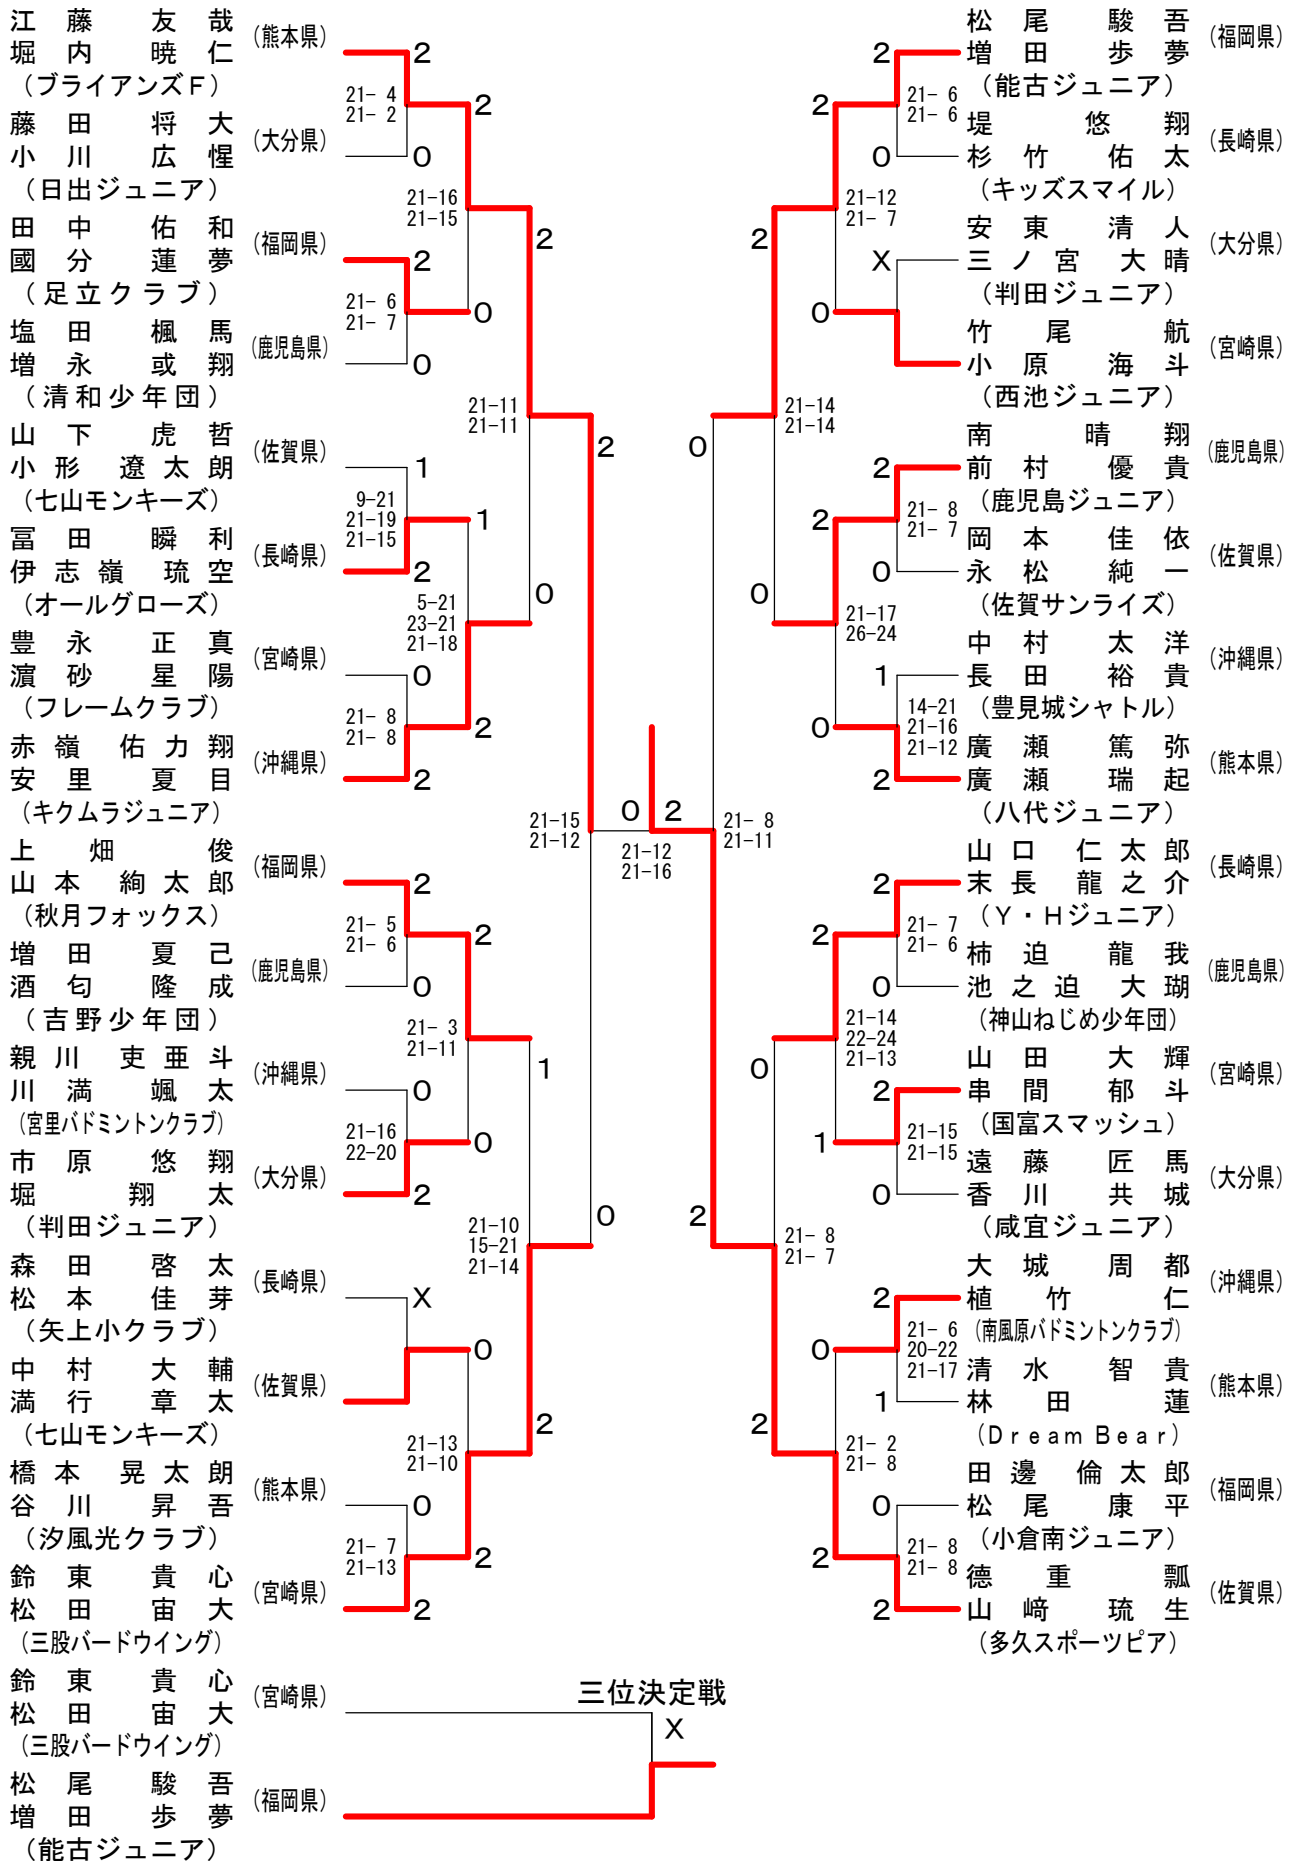 江藤 友哉
堀内 暁仁
(熊本県)
(ブライアンズF)
2
21- 4
21- 2
藤田 将大
小川 広惺
(大分県)
(日出ジュニア)
0
2
21-16
21-15
田中 佑和
國分 蓮夢
(福岡県)
(足立クラブ)
2
21- 6
21- 7
塩田 楓馬
増永 或翔
(鹿児島県)
(清和少年団)
0
0
2
21-11
21-11
山下 虎哲
小形 遼太朗
(佐賀県)
(七山モンキーズ)
1
9-21
21-19
21-15
冨田 瞬利
伊志嶺 琉空
(長崎県)
(オールグローズ)
2
1
5-21
23-21
21-18
豊永 正真
濵砂 星陽
(宮崎県)
(フレームクラブ)
0
21- 8
21- 8
赤嶺 佑力翔
安里 夏目
(沖縄県)
(キクムラジュニア)
2
2
0
2
21-15
21-12
上畑 俊
山本 絢太郎
(福岡県)
(秋月フォックス)
2
21- 5
21- 6
増田 夏己
酒匂 隆成
(鹿児島県)
(吉野少年団)
0
2
21- 3
21-11
親川 吏亜斗
川満 颯太
(沖縄県)
(宮里バドミントンクラブ)
0
21-16
22-20
市原 悠翔
堀 翔太
(大分県)
(判田ジュニア)
2
0
1
21-10
15-21
21-14
森田 啓太
松本 佳芽
(長崎県)
(矢上小クラブ)
X
中村 大輔
満行 章太
(佐賀県)
(七山モンキーズ)
0
21-13
21-10
橋本 晃太朗
谷川 昇吾
(熊本県)
(汐風光クラブ)
0
21- 7
21-13
鈴東 貴心
松田 宙大
(宮崎県)
(三股バードウイング)
2
2
2
0
0
2
21-12
21-16
松尾 駿吾
増田 歩夢
(福岡県)
(能古ジュニア)
2
21- 6
21- 6
堤 悠翔
杉竹 佑太
(長崎県)
(キッズスマイル)
0
2
21-12
21- 7
安東 清人
三ノ宮 大晴
(大分県)
(判田ジュニア)
X
竹尾 航
小原 海斗
(宮崎県)
(西池ジュニア)
0
2
21-14
21-14
南 晴翔
前村 優貴
(鹿児島県)
(鹿児島ジュニア)
2
21- 8
21- 7
岡本 佳依
永松 純一
(佐賀県)
(佐賀サンライズ)
0
2
21-17
26-24
中村 太洋
長田 裕貴
(沖縄県)
(豊見城シャトル)
1
14-21
21-16
21-12
廣瀬 篤弥
廣瀬 瑞起
(熊本県)
(八代ジュニア)
2
0
0
0
21- 8
21-11
山口 仁太郎
末長 龍之介
(長崎県)
(Y・Hジュニア)
2
21- 7
21- 6
柿迫 龍我
池之迫 大瑚
(鹿児島県)
(神山ねじめ少年団)
0
2
21-14
22-24
21-13
山田 大輝
串間 郁斗
(宮崎県)
(国富スマッシュ)
2
21-15
21-15
遠藤 匠馬
香川 共城
(大分県)
(咸宜ジュニア)
0
1
0
21- 8
21- 7
大城 周都
植竹 仁
(沖縄県)
(南風原バドミントンクラブ)
2
21- 6
20-22
21-17
清水 智貴
林田 蓮
(熊本県)
(Dream Bear)
1
0
21- 2
21- 8
田邊 倫太郎
松尾 康平
(福岡県)
(小倉南ジュニア)
0
21- 8
21- 8
德重 瓢
山﨑 琉生
(佐賀県)
(多久スポーツピア)
2
2
2
2
三位決定戦
鈴東 貴心
松田 宙大
(宮崎県)
(三股バードウイング)
X
松尾 駿吾
増田 歩夢
(福岡県)
(能古ジュニア)